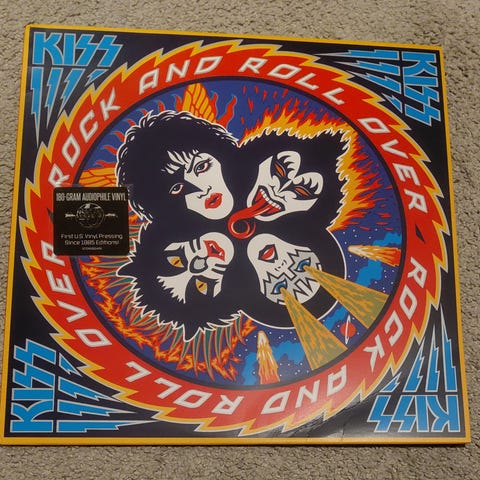 KISS
KISS
ROCK AND ROLL OVER · ROCK AND ROLL OVER
180-GRAM AUDIOPHILE VINYL
First U.S. Vinyl Pressing
Since 1985 Editions!
KISS
KISS